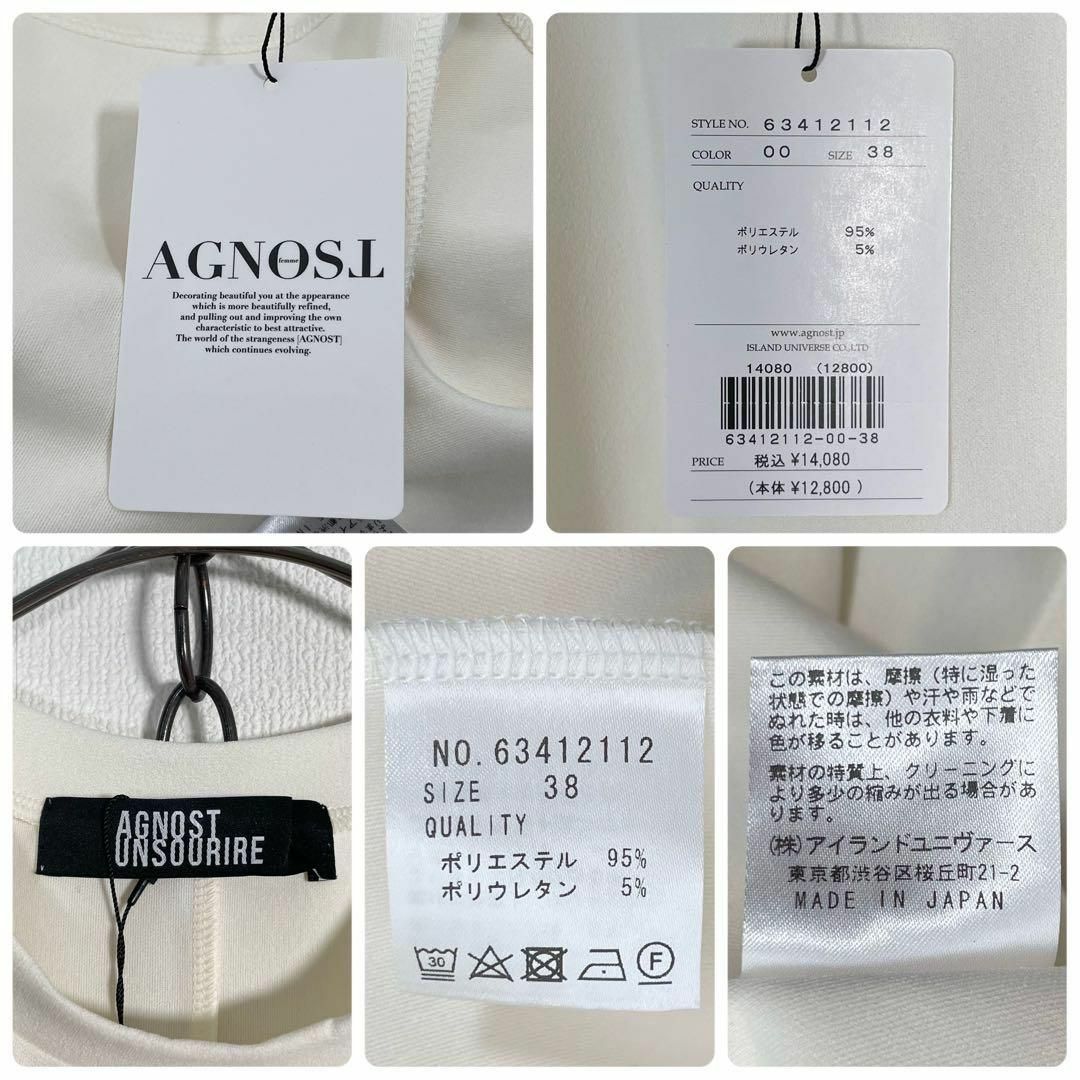 AGNOST
femme
Decorating beautiful you at the appearance
which is more beautifully refined,
and pulling out and improving the own
characteristic to best attractive.
The world of the strangeness [AGNOST]
which continues evolving.
STYLE NO. 63412112
COLOR 00 SIZE 38
QUALITY
ポリエステル 95%
ポリウレタン 5%
www.agnost.jp
ISLAND UNIVERSE CO.,LTD
14080 (12800)
63412112-00-38
PRICE 税込 ¥14,080
(本体 ¥12,800 )
AGNOST
UNSOURIRE
NO. 63412112
SIZE 38
QUALITY
ポリエステル 95%
ポリウレタン 5%
30
F
この素材は、摩擦（特に湿った
状態での摩擦）や汗や雨などで
ぬれた時は、他の衣料や下着に
色が移ることがあります。
素材の特質上、クリーニングに
より多少の縮みが出る場合があ
ります。
(株)アイランドユニヴァース
東京都渋谷区桜丘町21-2
MADE IN JAPAN